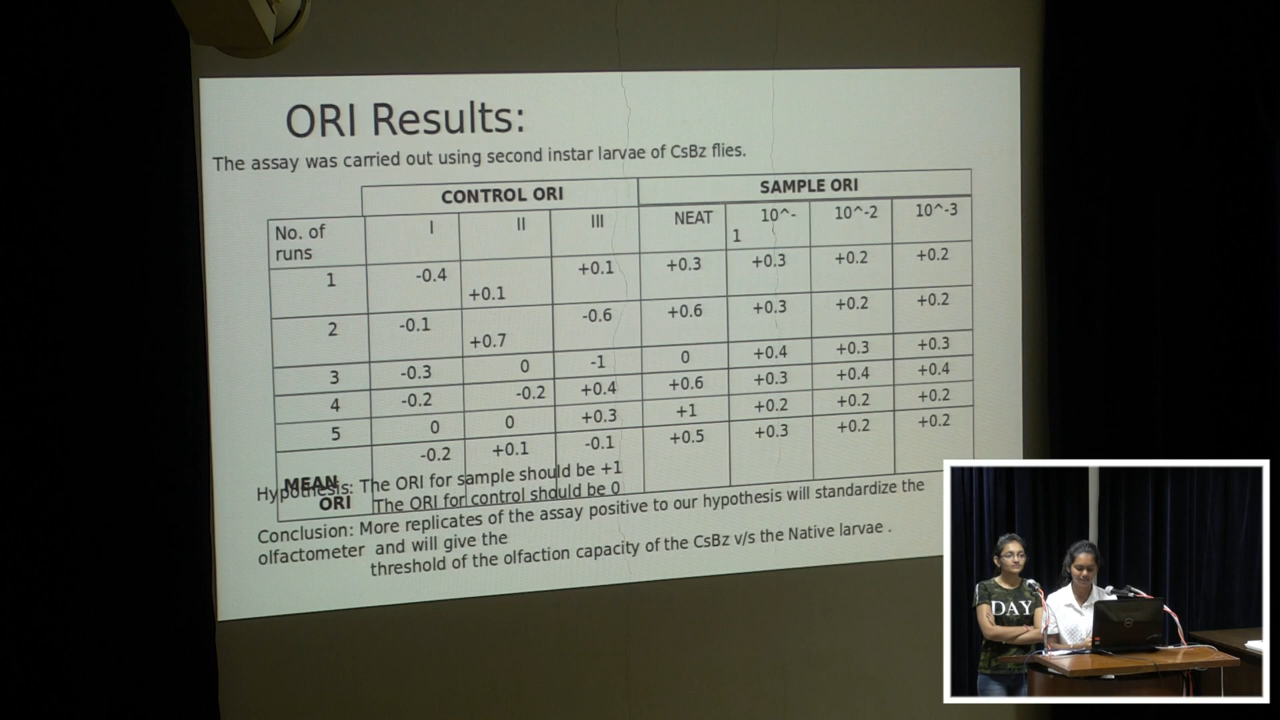 ORI Results:
The assay was carried out using second instar larvae of CsBz flies.
CONTROL ORI SAMPLE ORI
No. of runs I II III NEAT 10^-1 10^-2 10^-3
1 -0.4 +0.1 +0.1 +0.3 +0.3 +0.2 +0.2
2 -0.1 +0.7 -0.6 +0.6 +0.3 +0.2 +0.2
3 -0.3 0 -1 0 +0.4 +0.3 +0.3
4 -0.2 -0.2 +0.4 +0.6 +0.3 +0.4 +0.4
5 0 0 +0.3 +1 +0.2 +0.2 +0.2
MEAN ORI -0.2 +0.1 -0.1 +0.5 +0.3 +0.2 +0.2
Hypothesis: The ORI for sample should be +1
The ORI for control should be 0
Conclusion: More replicates of the assay positive to our hypothesis will standardize the
olfactometer and will give the
threshold of the olfaction capacity of the CsBz v/s the Native larvae .
DAY